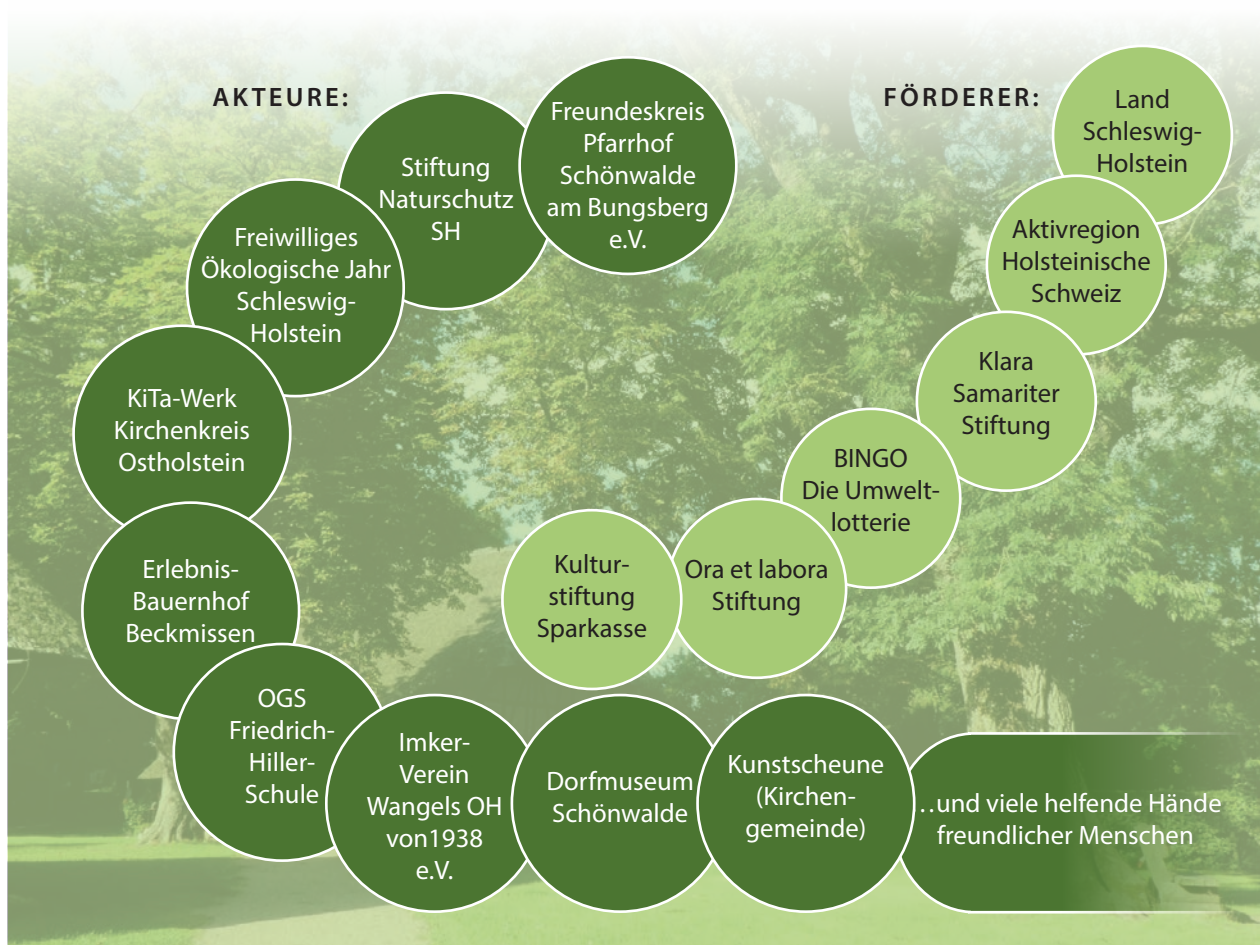 AKTEURE:
Freundeskreis
Pfarrhof
Schönwalde
am Bungsberg
e.V.
Stiftung
Naturschutz
SH
Freiwilliges
Ökologische Jahr
Schleswig-
Holstein
KiTa-Werk
Kirchenkreis
Ostholstein
Erlebnis-
Bauernhof
Beckmissen
OGS
Friedrich-
Hiller-
Schule
Imker-
Verein
Wangels OH
von1938
e.V.
Dorfmuseum
Schönwalde
Kunstscheune
(Kirchen-
gemeinde)
...und viele helfende Hände
freundlicher Menschen
FÖRDERER:
Land
Schleswig-
Holstein
Aktivregion
Holsteinische
Schweiz
Klara
Samariter
Stiftung
BINGO
Die Umwelt-
lotterie
Ora et labora
Stiftung
Kultur-
stiftung
Sparkasse